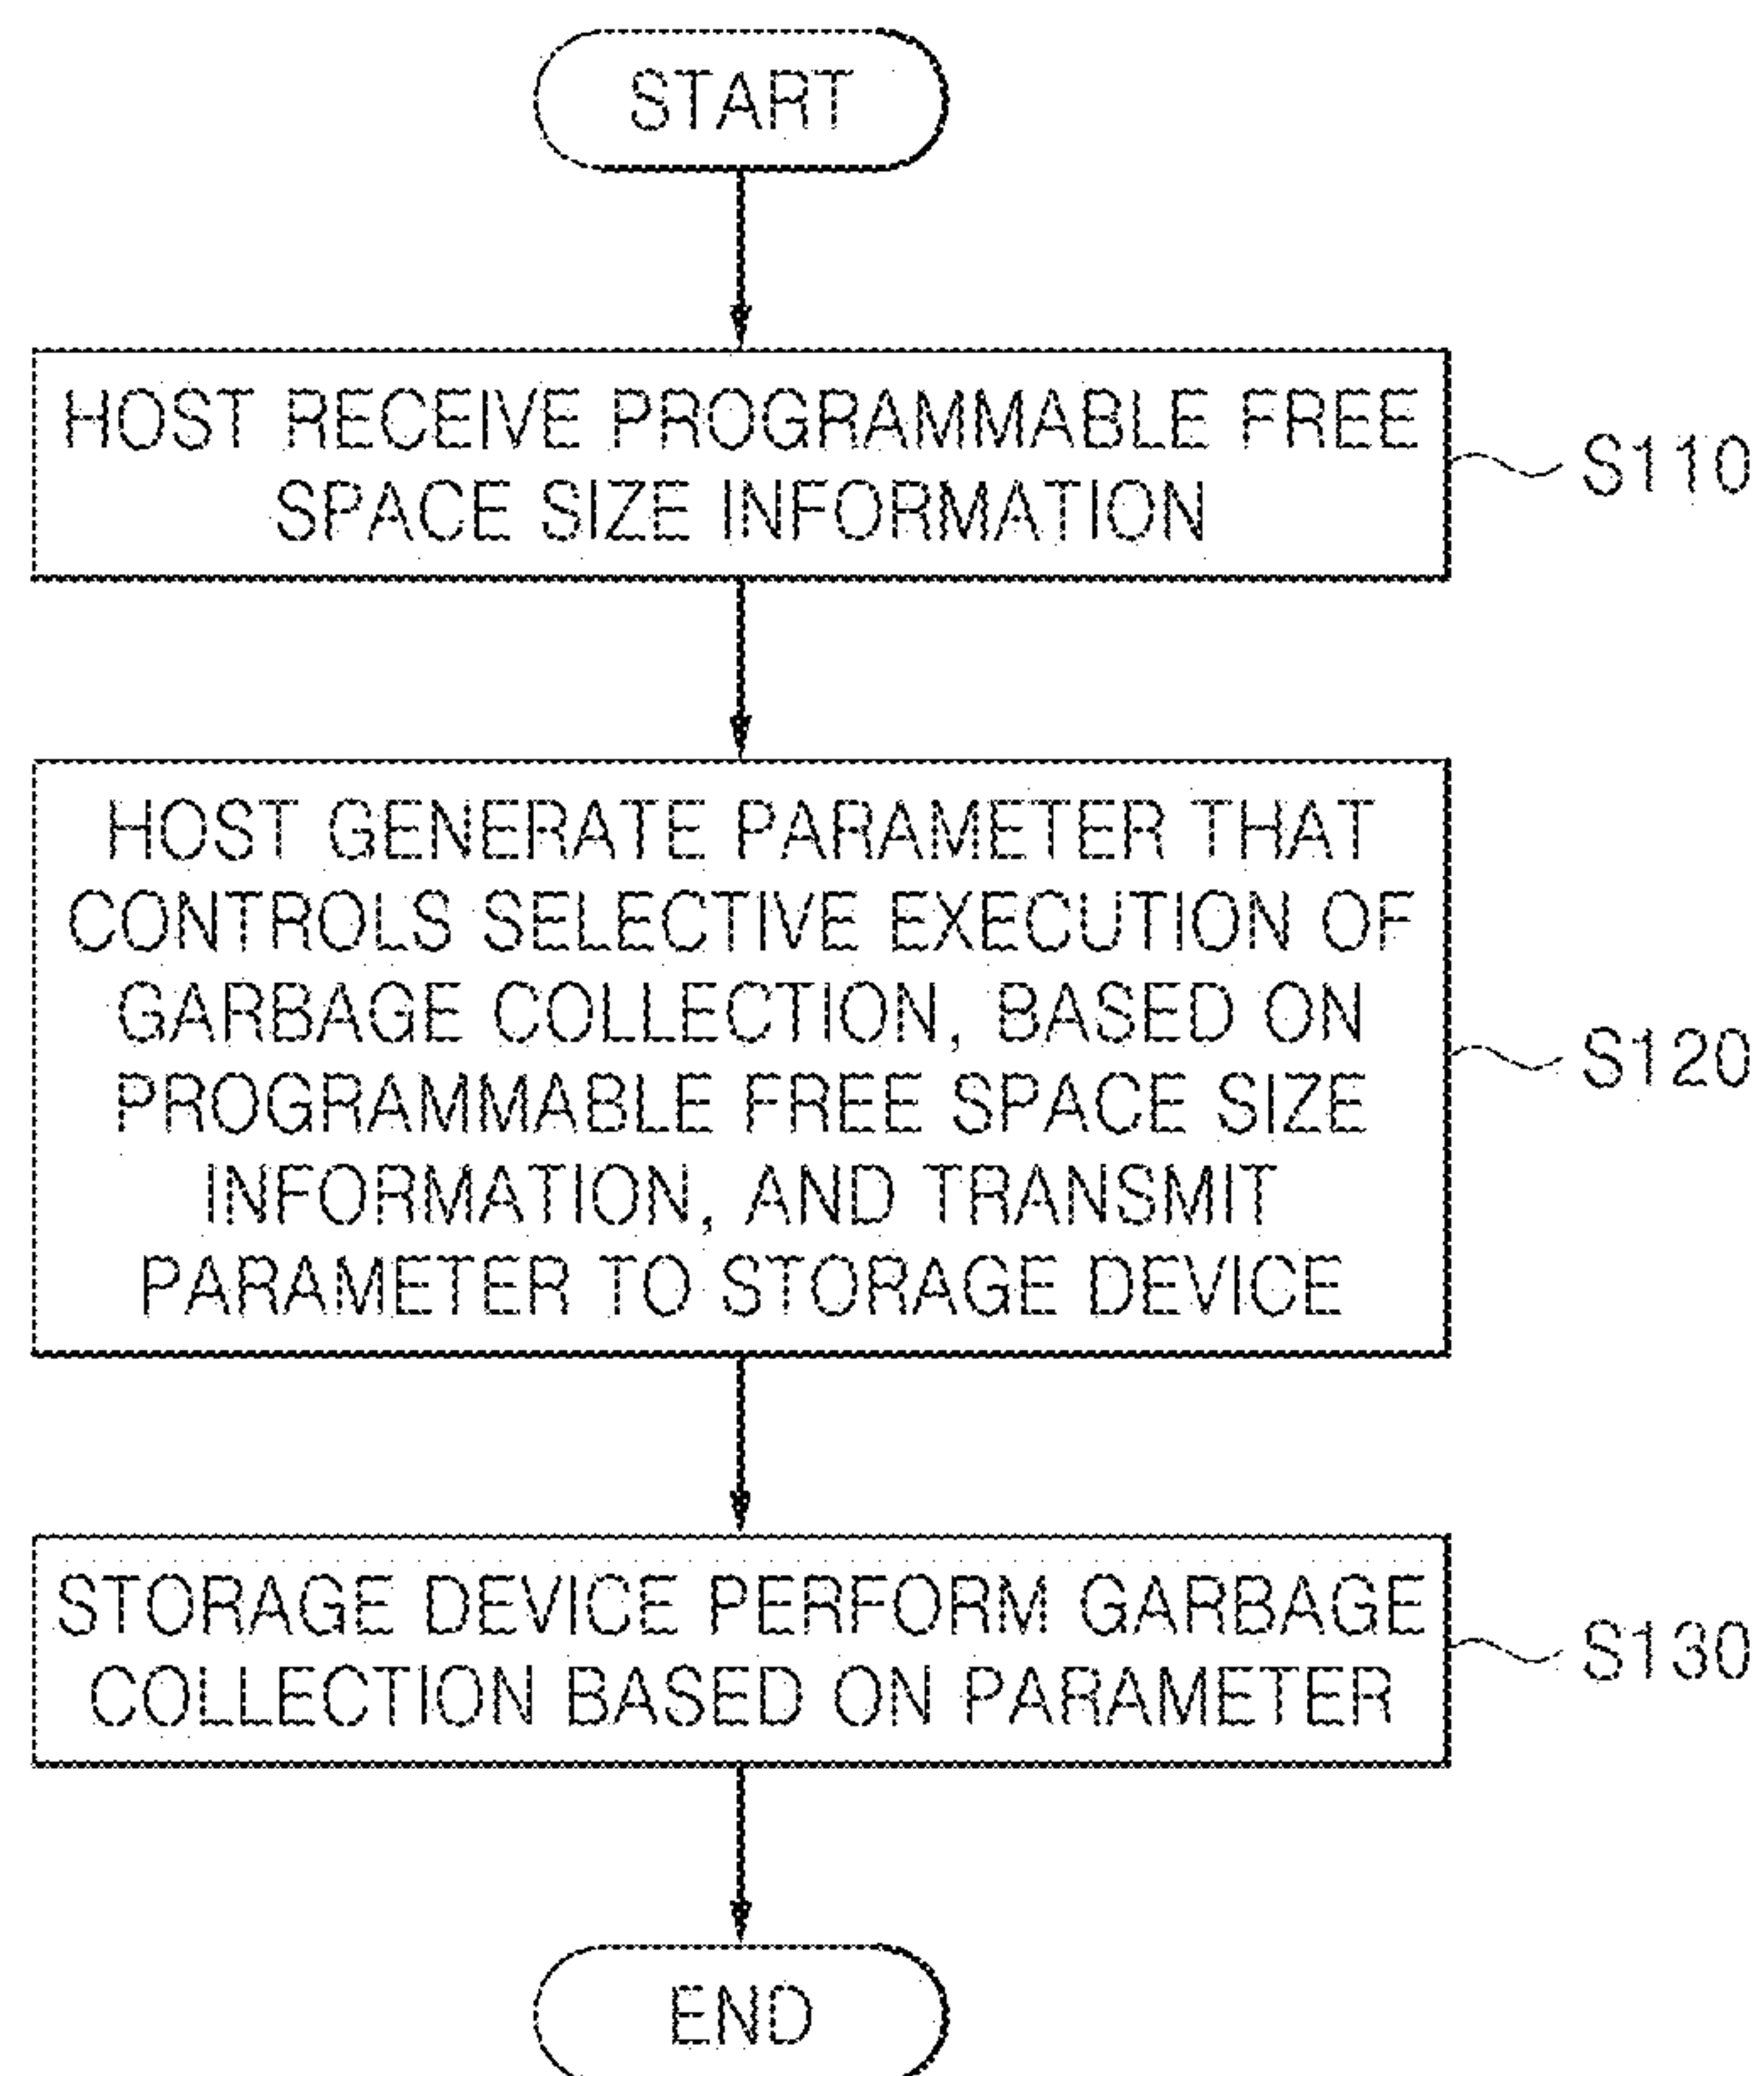 START
HOST RECEIVE PROGRAMMABLE FREE
SPACE SIZE INFORMATION
S110
HOST GENERATE PARAMETER THAT
CONTROLS SELECTIVE EXECUTION OF
GARBAGE COLLECTION, BASED ON
PROGRAMMABLE FREE SPACE SIZE
INFORMATION, AND TRANSMIT
PARAMETER TO STORAGE DEVICE
S120
STORAGE DEVICE PERFORM GARBAGE
COLLECTION BASED ON PARAMETER
S130
END